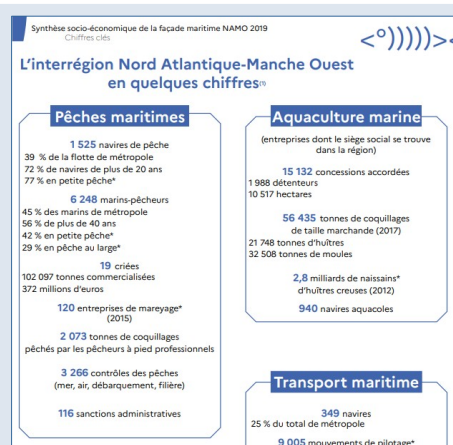 Synthèse socio-économique de la façade maritime NAMO 2019
Chiffres clés
<°)))))><
L'interrégion Nord Atlantique-Manche Ouest
en quelques chiffres⁽¹⁾
Pêches maritimes
1 525 navires de pêche
39 % de la flotte de métropole
72 % de navires de plus de 20 ans
77 % en petite pêche*
6 248 marins-pêcheurs
45 % des marins de métropole
56 % de plus de 40 ans
42 % en petite pêche*
29 % en pêche au large*
19 criées
102 097 tonnes commercialisées
372 millions d'euros
120 entreprises de mareyage*
(2015)
2 073 tonnes de coquillages
pêchés par les pêcheurs à pied professionnels
3 266 contrôles des pêches
(mer, air, débarquement, filière)
116 sanctions administratives
Aquaculture marine
(entreprises dont le siège social se trouve
dans la région)
15 132 concessions accordées
1 988 détenteurs
10 517 hectares
56 435 tonnes de coquillages
de taille marchande (2017)
21 748 tonnes d'huîtres
32 508 tonnes de moules
2,8 milliards de naissains*
d'huîtres creuses (2012)
940 navires aquacoles
Transport maritime
349 navires
25 % du total de métropole
9 005 mouvements de pilotage*